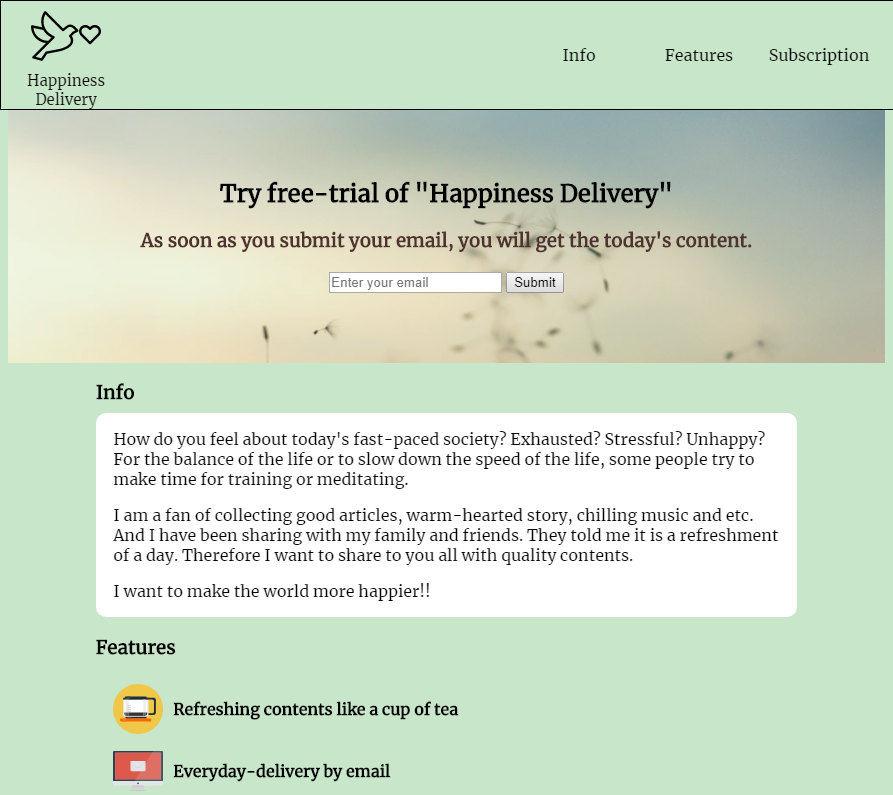 Happiness
Delivery
Info
Features
Subscription
Try free-trial of "Happiness Delivery"
As soon as you submit your email, you will get the today's content.
Enter your email
Submit
Info
How do you feel about today's fast-paced society? Exhausted? Stressful? Unhappy?
For the balance of the life or to slow down the speed of the life, some people try to
make time for training or meditating.
I am a fan of collecting good articles, warm-hearted story, chilling music and etc.
And I have been sharing with my family and friends. They told me it is a refreshment
of a day. Therefore I want to share to you all with quality contents.
I want to make the world more happier!!
Features
Refreshing contents like a cup of tea
Everyday-delivery by email